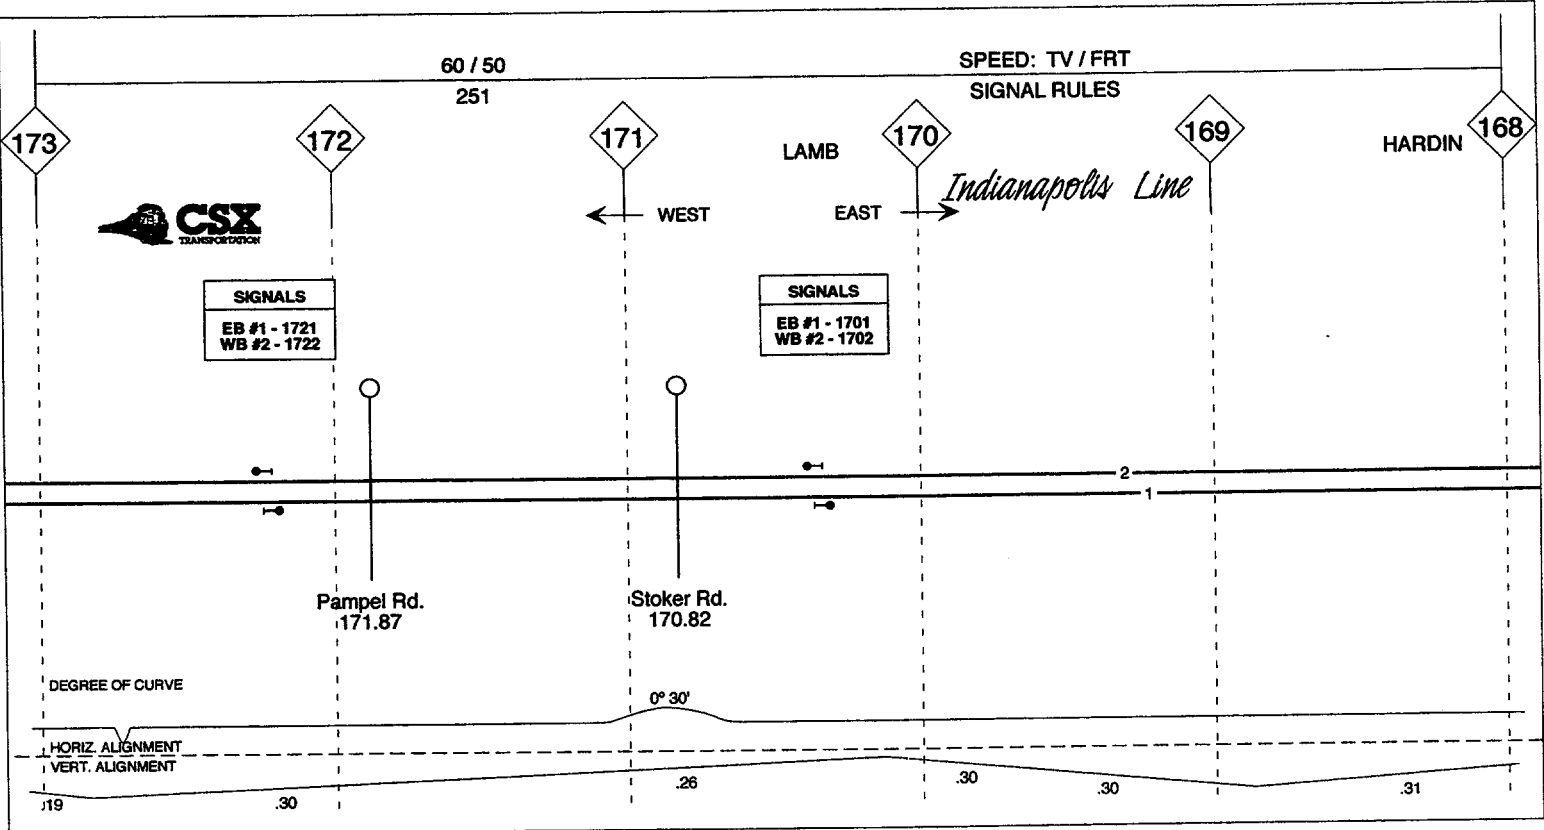 60 / 50
SPEED: TV / FRT
251
SIGNAL RULES
173
172
171
LAMB
170
169
HARDIN
168
Indianapolis Line
CSX
TRANSPORTATION
WEST
EAST
SIGNALS
EB #1 - 1721
WB #2 - 1722
SIGNALS
EB #1 - 1701
WB #2 - 1702
2
1
Pampel Rd.
171.87
Stoker Rd.
170.82
DEGREE OF CURVE
0° 30'
HORIZ. ALIGNMENT
VERT. ALIGNMENT
.19
.30
.26
.30
.30
.31